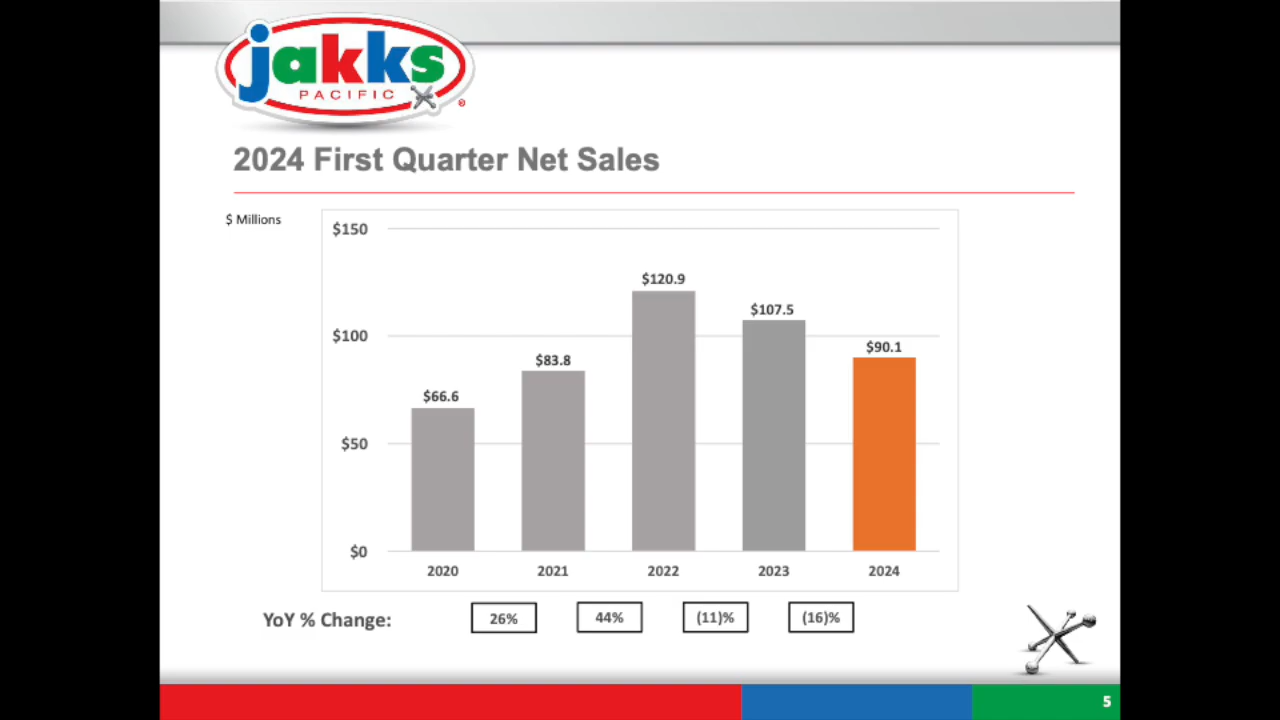 jakks
PACIFIC
®
2024 First Quarter Net Sales
$ Millions
$150
$100
$50
$0
$66.6
$83.8
$120.9
$107.5
$90.1
2020 2021 2022 2023 2024
YoY % Change: 26% 44% (11)% (16)%
5